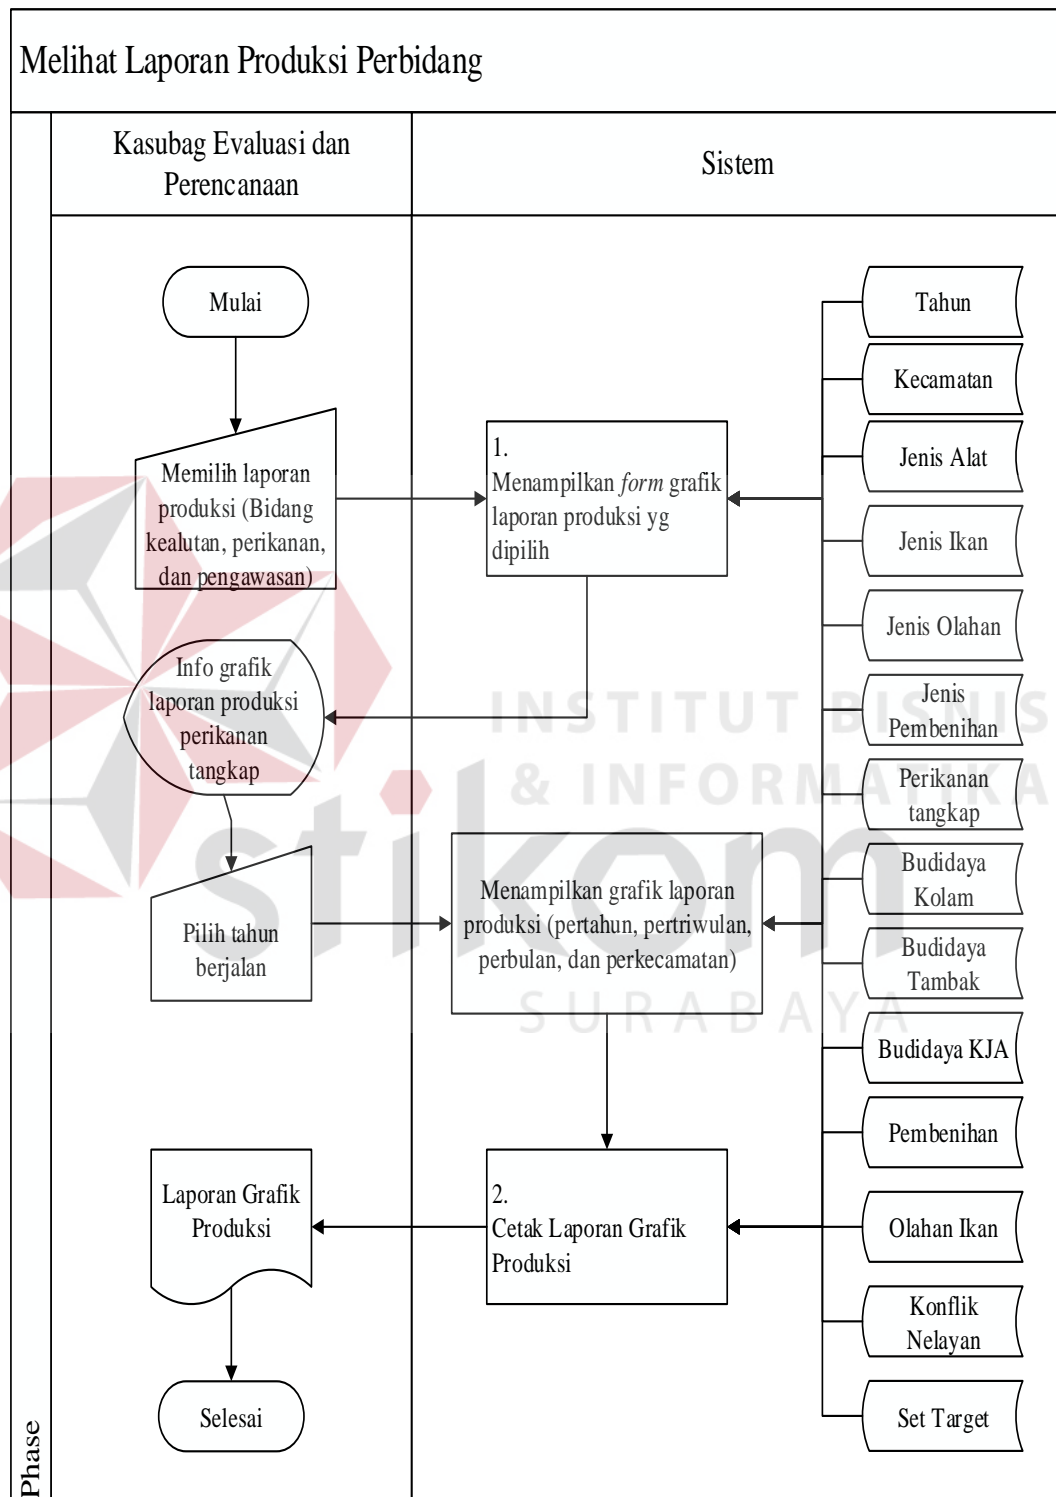 Melihat Laporan Produksi Perbidang
Kasubag Evaluasi dan
Perencanaan
Sistem
Mulai
Memilih laporan
produksi (Bidang
kealutan, perikanan,
dan pengawasan)
1.
Menampilkan form grafik
laporan produksi yg
dipilih
Info grafik
laporan produksi
perikanan
tangkap
Pilih tahun
berjalan
Menampilkan grafik laporan
produksi (pertahun, pertriwulan,
perbulan, dan perkecamatan)
Laporan Grafik
Produksi
2.
Cetak Laporan Grafik
Produksi
Selesai
Tahun
Kecamatan
Jenis Alat
Jenis Ikan
Jenis Olahan
Jenis
Pembenihan
Perikanan
tangkap
Budidaya
Kolam
Budidaya
Tambak
Budidaya KJA
Pembenihan
Olahan Ikan
Konflik
Nelayan
Set Target
Phase
INSTITUT BISNIS
& INFORMATIKA
stikom
SURABAYA